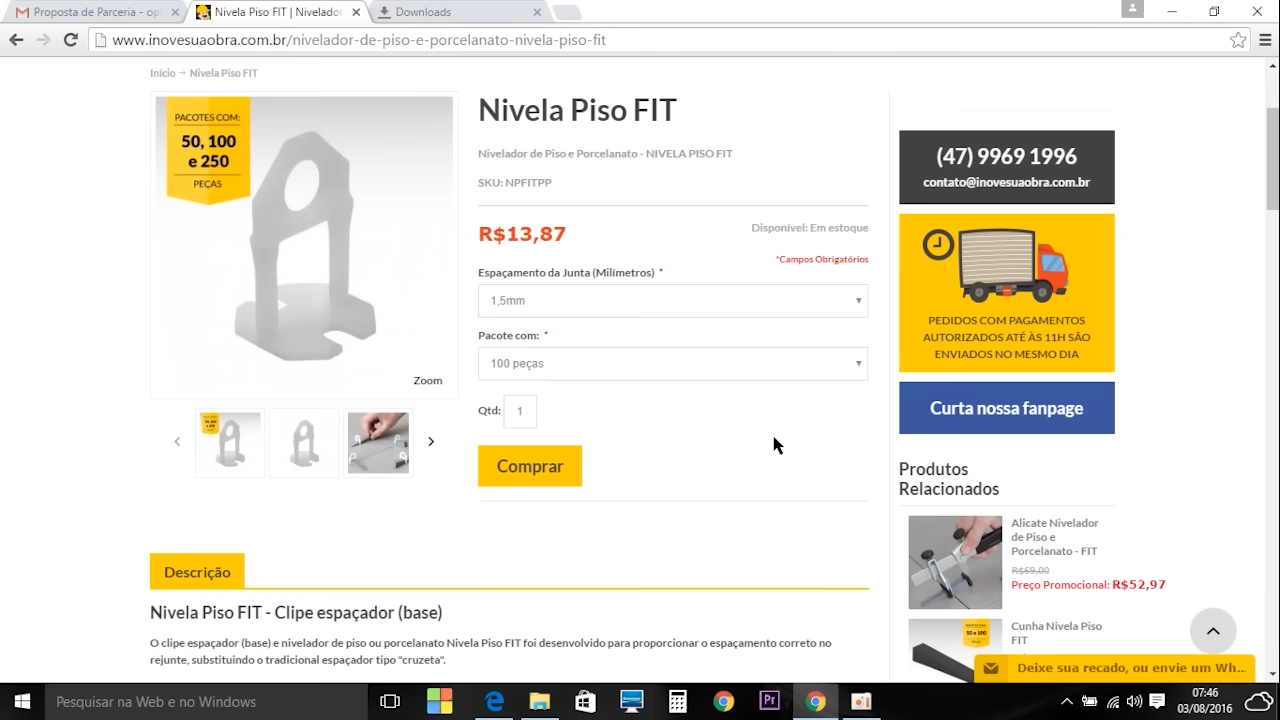 Proposta de Parceria - op
Nivela Piso FIT | Nivelador
Downloads
www.inovesuaobra.com.br/nivelador-de-piso-e-porcelanato-nivela-piso-fit
Início → Nivela Piso FIT
PACOTES COM:
50, 100
e 250
PEÇAS
Zoom
Nivela Piso FIT
Nivelador de Piso e Porcelanato - NIVELA PISO FIT
SKU: NPFITPP
R$13,87
Disponível: Em estoque
*Campos Obrigatórios
Espaçamento da Junta (Milímetros) *
1,5mm
Pacote com: *
100 peças
Qtd: 1
Comprar
(47) 9969 1996
contato@inovesuaobra.com.br
PEDIDOS COM PAGAMENTOS
AUTORIZADOS ATÉ ÀS 11H SÃO
ENVIADOS NO MESMO DIA
Curta nossa fanpage
Produtos
Relacionados
Alicate Nivelador
de Piso e
Porcelanato - FIT
R$69,00
Preço Promocional: R$52,97
Cunha Nivela Piso
FIT
Descrição
Nivela Piso FIT - Clipe espaçador (base)
O clipe espaçador (base) e nivelador de piso ou porcelanato Nivela Piso FIT foi desenvolvido para proporcionar o espaçamento correto no
rejunte, substituindo o tradicional espaçador tipo "cruzeta".
Deixe sua recado, ou envie um Wh...
Pesquisar na Web e no Windows
Pr
07:46
03/08/2016